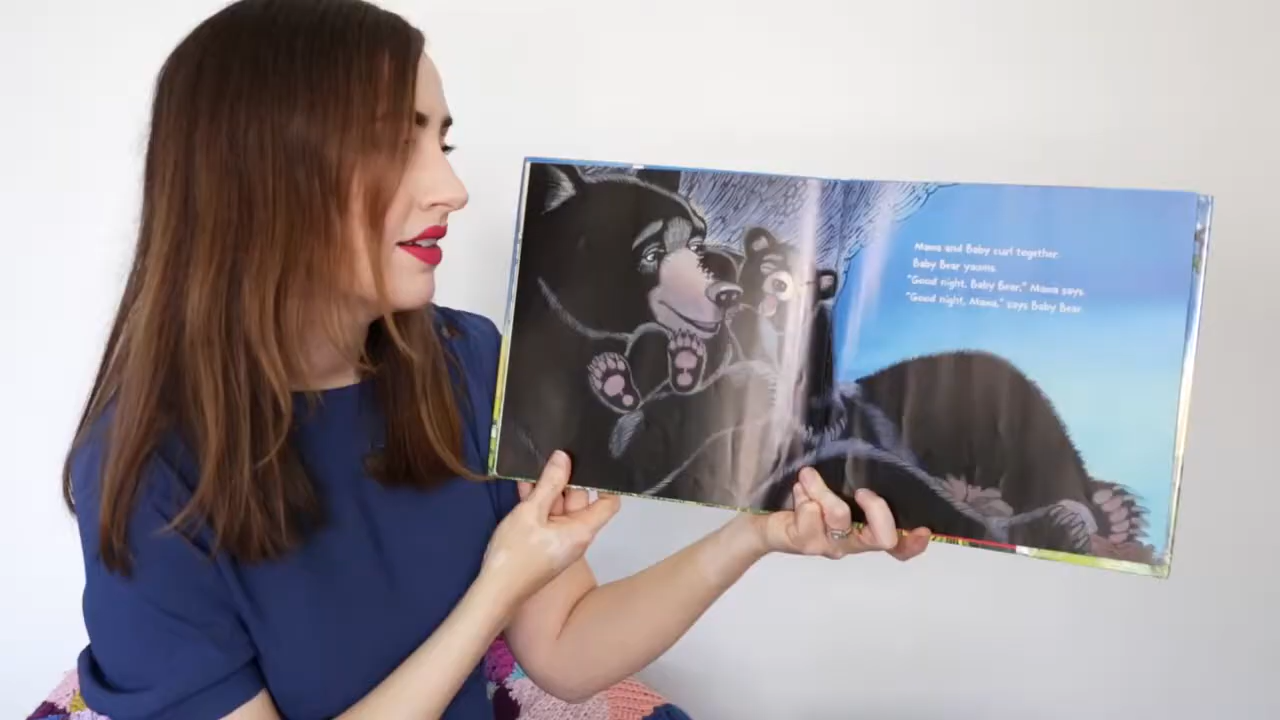 Mama and Baby curl together.
Baby Bear yawns.
"Good night, Baby Bear," Mama says.
"Good night, Mama," says Baby Bear.